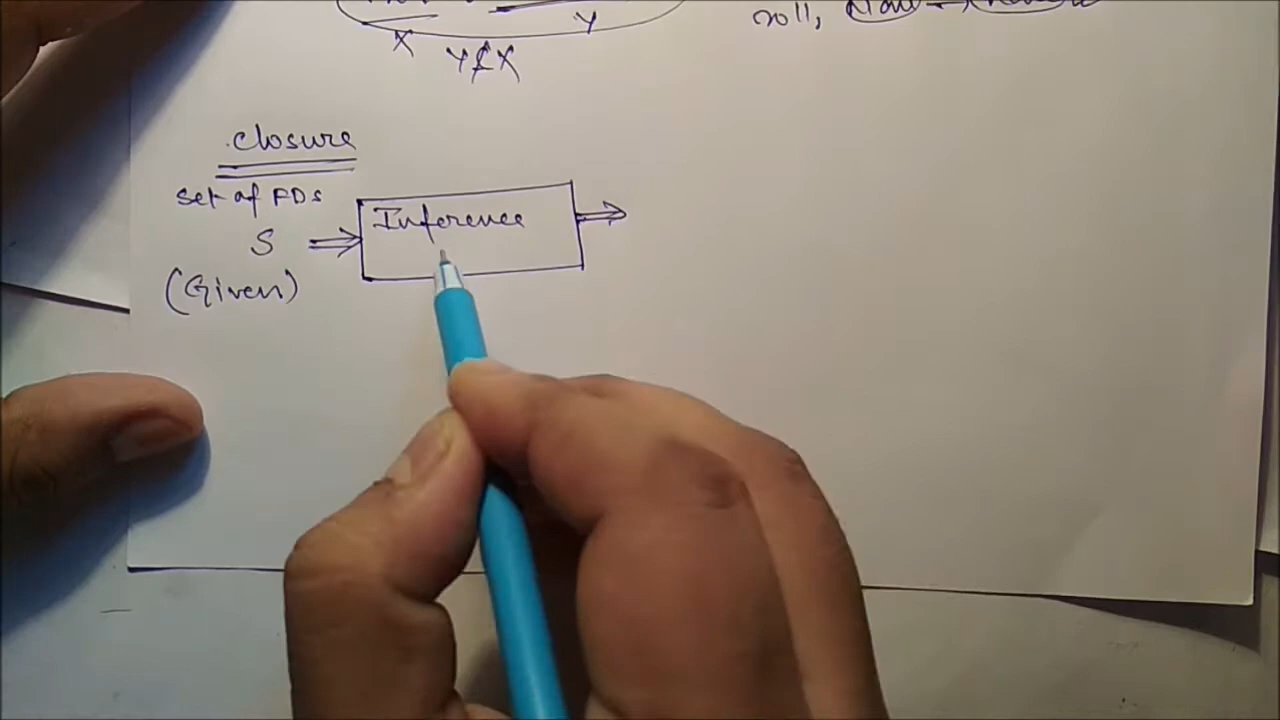 roll,
X
Y
Y⊄X
closure
set of FDs
Inference
S
(Given)